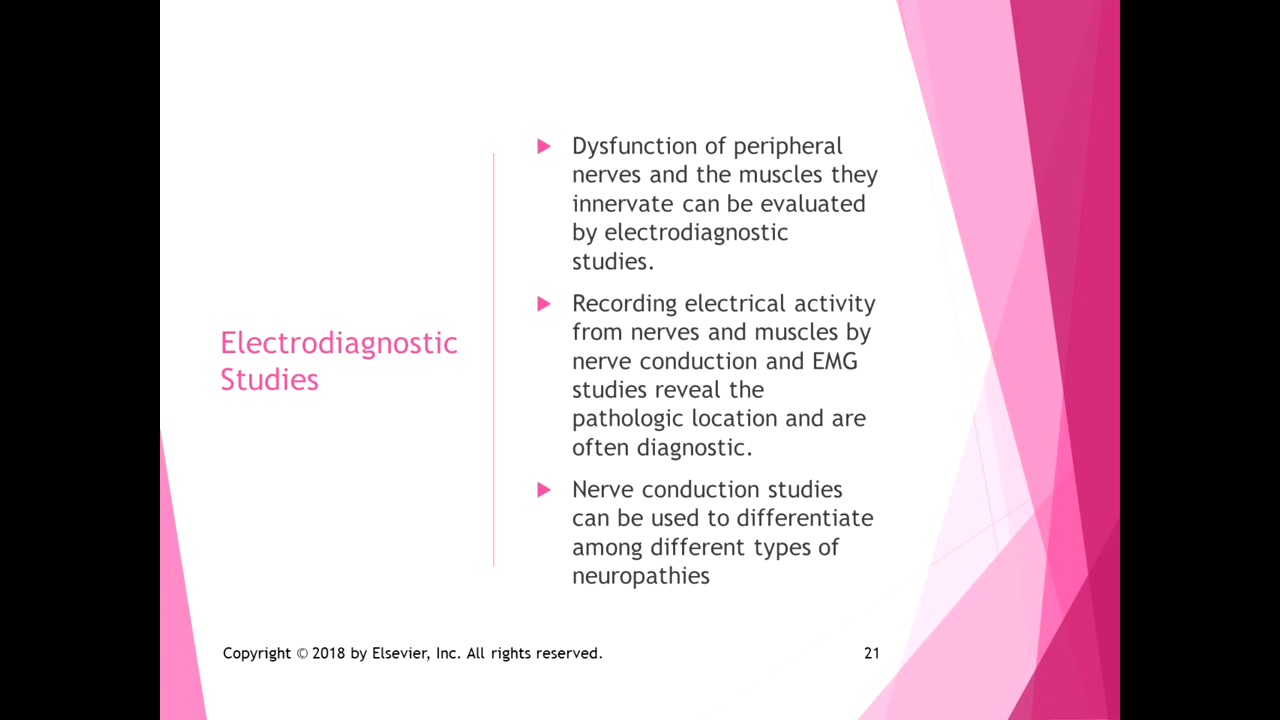 Electrodiagnostic
Studies
Dysfunction of peripheral
nerves and the muscles they
innervate can be evaluated
by electrodiagnostic
studies.
Recording electrical activity
from nerves and muscles by
nerve conduction and EMG
studies reveal the
pathologic location and are
often diagnostic.
Nerve conduction studies
can be used to differentiate
among different types of
neuropathies
Copyright © 2018 by Elsevier, Inc. All rights reserved.
21